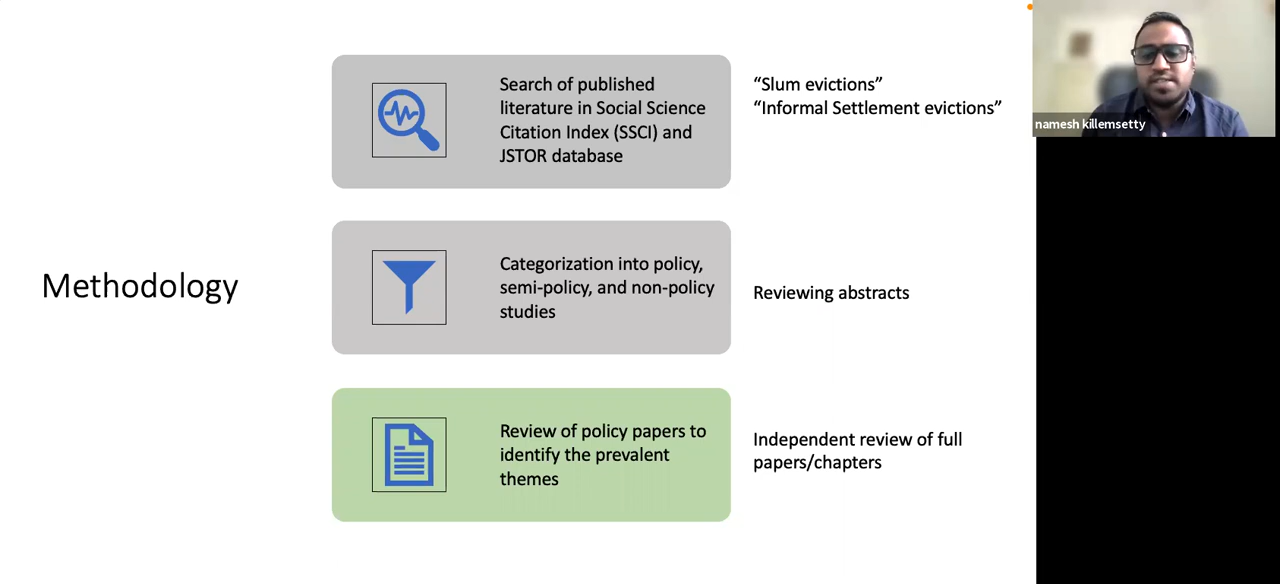 Methodology
Search of published
literature in Social Science
Citation Index (SSCI) and
JSTOR database
“Slum evictions”
“Informal Settlement evictions”
Categorization into policy,
semi-policy, and non-policy
studies
Reviewing abstracts
Review of policy papers to
identify the prevalent
themes
Independent review of full
papers/chapters
namesh killemsetty